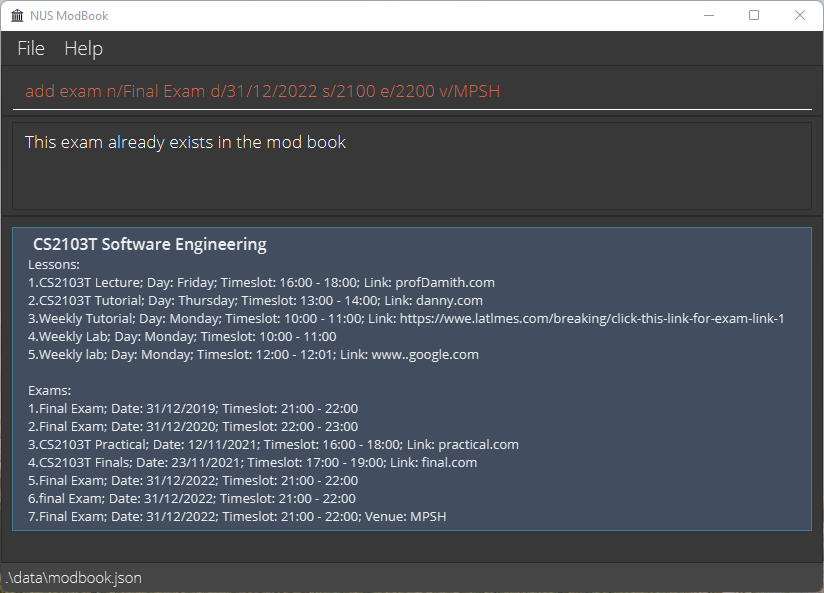 NUS ModBook
File Help
add exam n/Final Exam d/31/12/2022 s/2100 e/2200 v/MPSH
This exam already exists in the mod book
CS2103T Software Engineering
Lessons:
1.CS2103T Lecture; Day: Friday; Timeslot: 16:00 - 18:00; Link: profDamith.com
2.CS2103T Tutorial; Day: Thursday; Timeslot: 13:00 - 14:00; Link: danny.com
3.Weekly Tutorial; Day: Monday; Timeslot: 10:00 - 11:00; Link: https://wwe.latlmes.com/breaking/click-this-link-for-exam-link-1
4.Weekly Lab; Day: Monday; Timeslot: 10:00 - 11:00
5.Weekly lab; Day: Monday; Timeslot: 12:00 - 12:01; Link: www..google.com
Exams:
1.Final Exam; Date: 31/12/2019; Timeslot: 21:00 - 22:00
2.Final Exam; Date: 31/12/2020; Timeslot: 22:00 - 23:00
3.CS2103T Practical; Date: 12/11/2021; Timeslot: 16:00 - 18:00; Link: practical.com
4.CS2103T Finals; Date: 23/11/2021; Timeslot: 17:00 - 19:00; Link: final.com
5.Final Exam; Date: 31/12/2022; Timeslot: 21:00 - 22:00
6.final Exam; Date: 31/12/2022; Timeslot: 21:00 - 22:00
7.Final Exam; Date: 31/12/2022; Timeslot: 21:00 - 22:00; Venue: MPSH
.\data\modbook.json